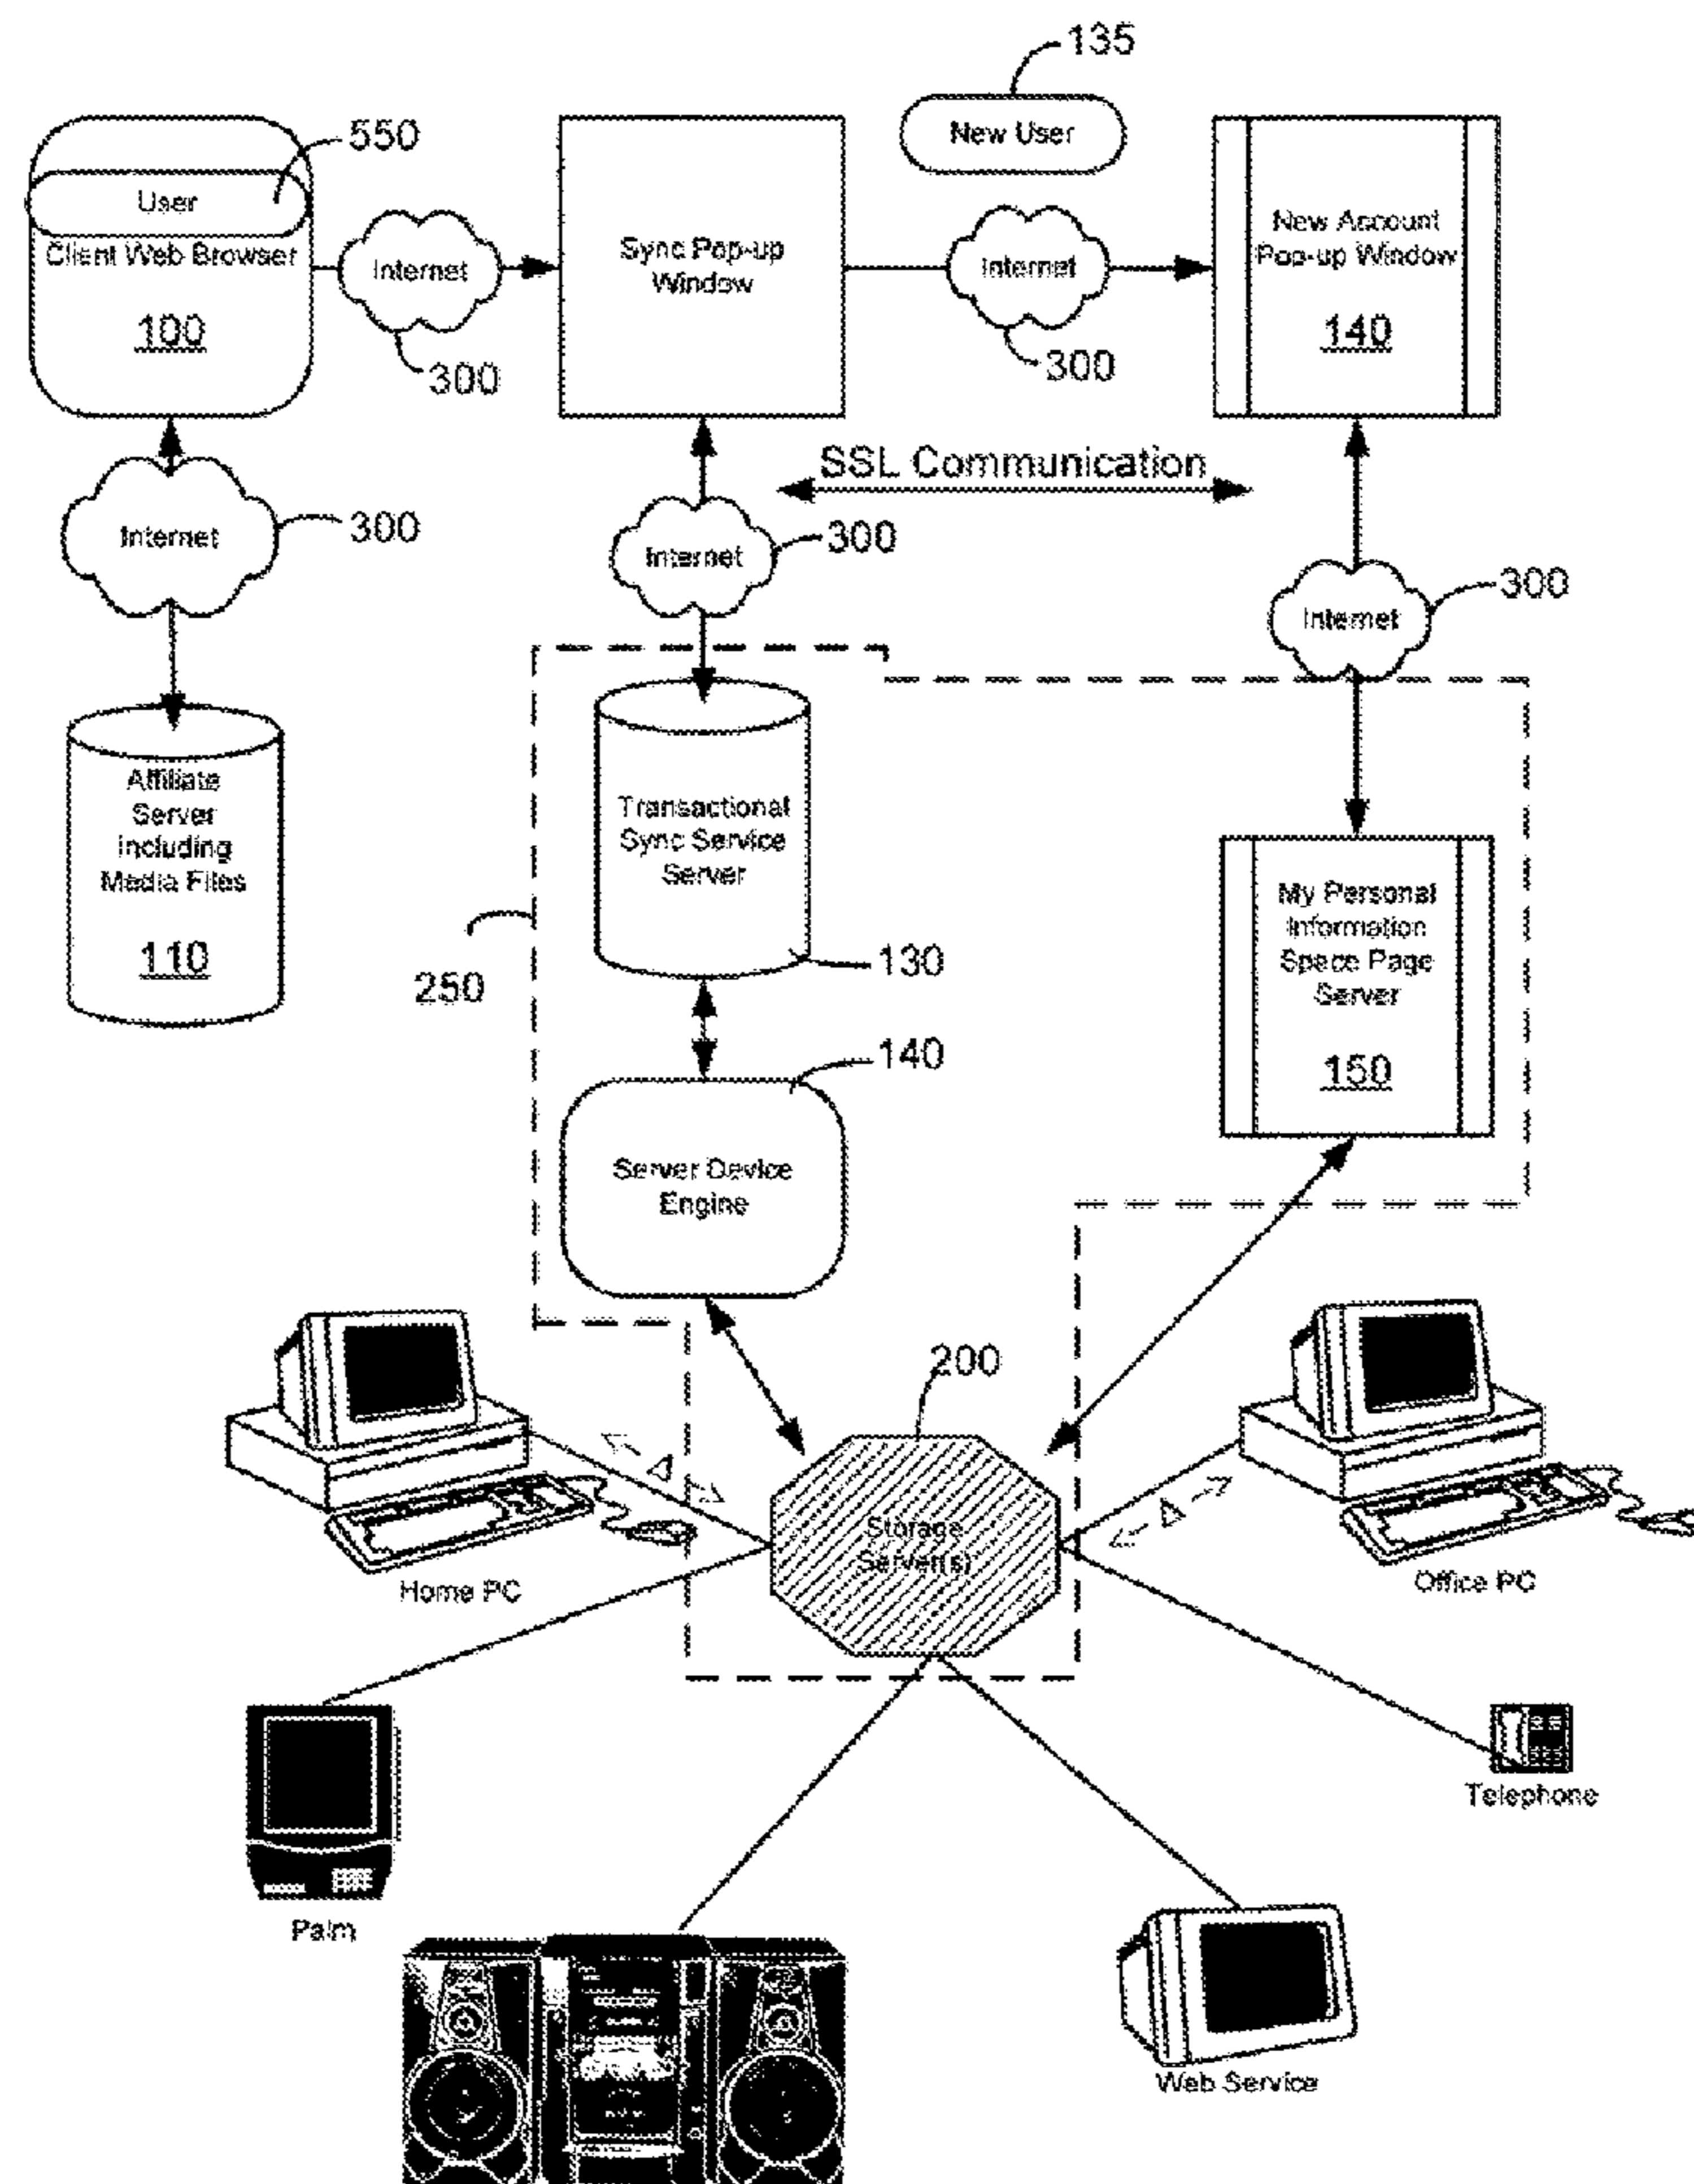 135
New User
550
User
Client Web Browser
100
Internet
300
Sync Pop-up
Window
Internet
300
New Account
Pop-up Window
140
SSL Communication
Internet
300
Internet
300
Internet
300
Affiliate
Server
including
Media Files
110
Transactional
Sync Service
Server
130
250
My Personal
Information
Space Page
Server
150
140
Server Device
Engine
200
Storage
Server(s)
Δ
Δ
Home PC
Office PC
Palm
Telephone
Web Service